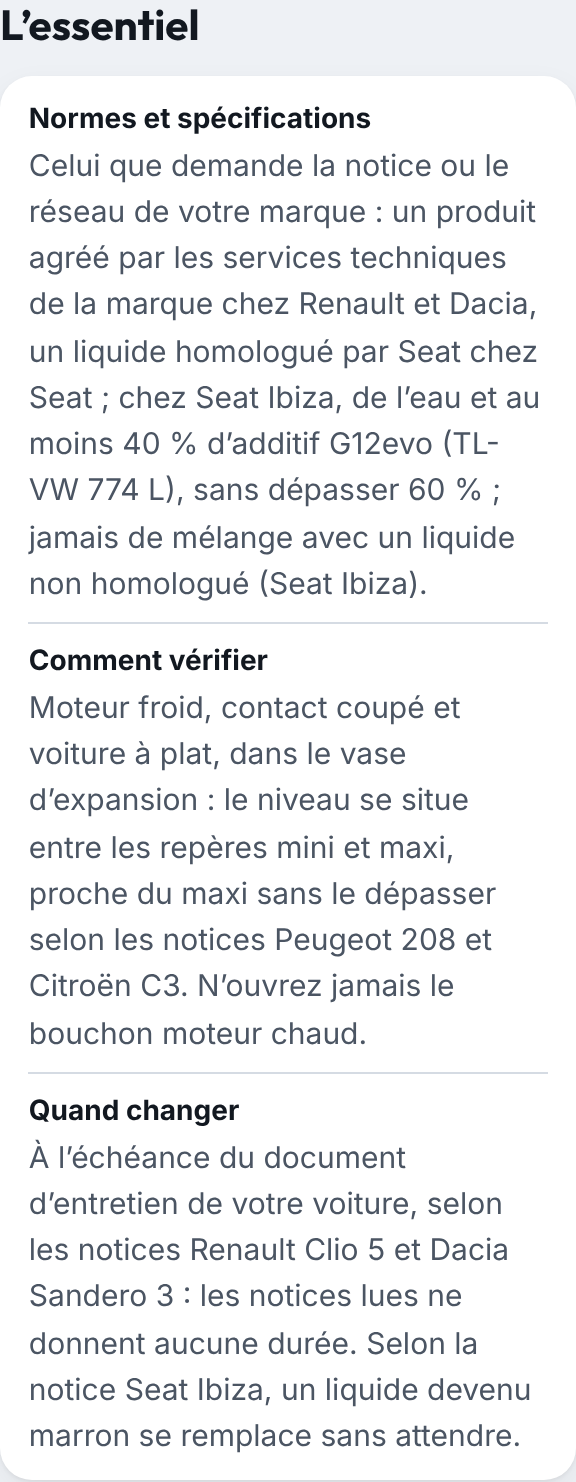 L’essentiel
Normes et spécifications
Celui que demande la notice ou le
réseau de votre marque : un produit
agréé par les services techniques
de la marque chez Renault et Dacia,
un liquide homologué par Seat chez
Seat ; chez Seat Ibiza, de l’eau et au
moins 40 % d’additif G12evo (TL-
VW 774 L), sans dépasser 60 % ;
jamais de mélange avec un liquide
non homologué (Seat Ibiza).
Comment vérifier
Moteur froid, contact coupé et
voiture à plat, dans le vase
d’expansion : le niveau se situe
entre les repères mini et maxi,
proche du maxi sans le dépasser
selon les notices Peugeot 208 et
Citroën C3. N’ouvrez jamais le
bouchon moteur chaud.
Quand changer
À l’échéance du document
d’entretien de votre voiture, selon
les notices Renault Clio 5 et Dacia
Sandero 3 : les notices lues ne
donnent aucune durée. Selon la
notice Seat Ibiza, un liquide devenu
marron se remplace sans attendre.